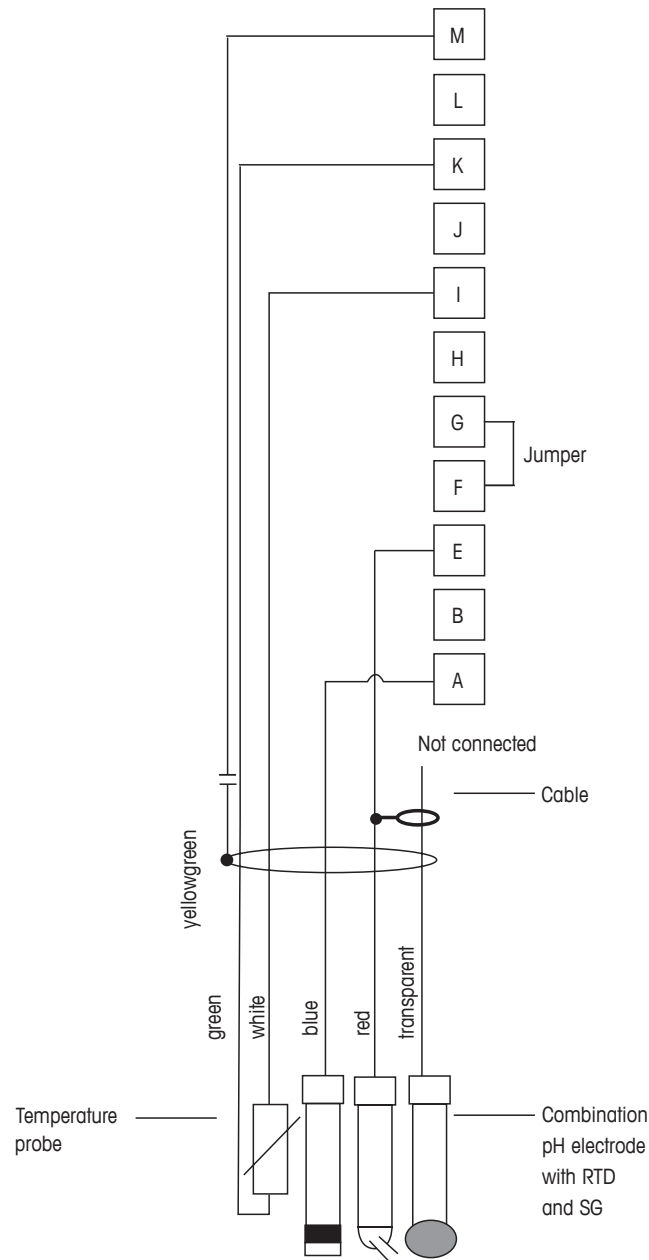 M
L
K
J
I
H
G
Jumper
F
E
B
A
Not connected
Cable
yellowgreen
green
white
blue
red
transparent
Temperature
probe
Combination
pH electrode
with RTD
and SG